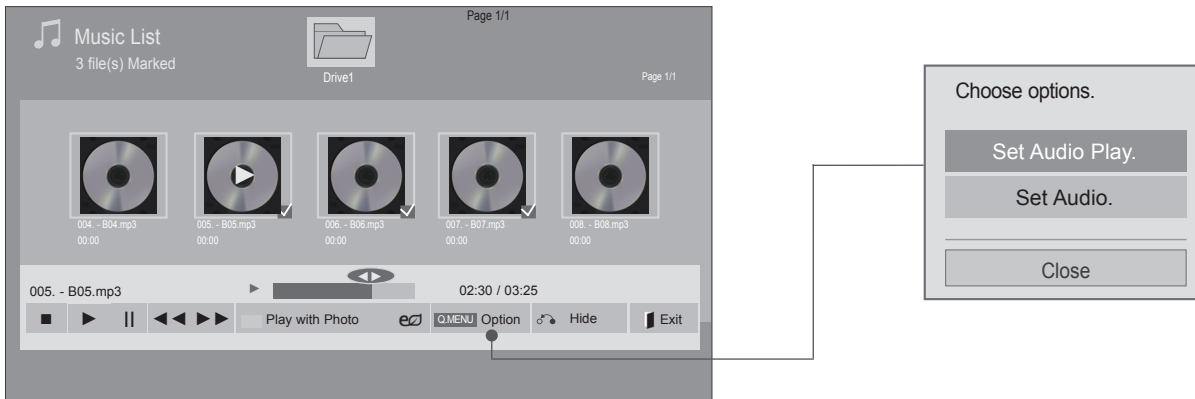 Page 1/1
Music List
3 file(s) Marked
Drive1
Page 1/1
004. - B04.mp3
00:00
005. - B05.mp3
00:00
006. - B06.mp3
00:00
007. - B07.mp3
00:00
008. - B08.mp3
00:00
005. - B05.mp3
02:30 / 03:25
Play with Photo
Q.MENU Option
Hide
Exit
Choose options.
Set Audio Play.
Set Audio.
Close